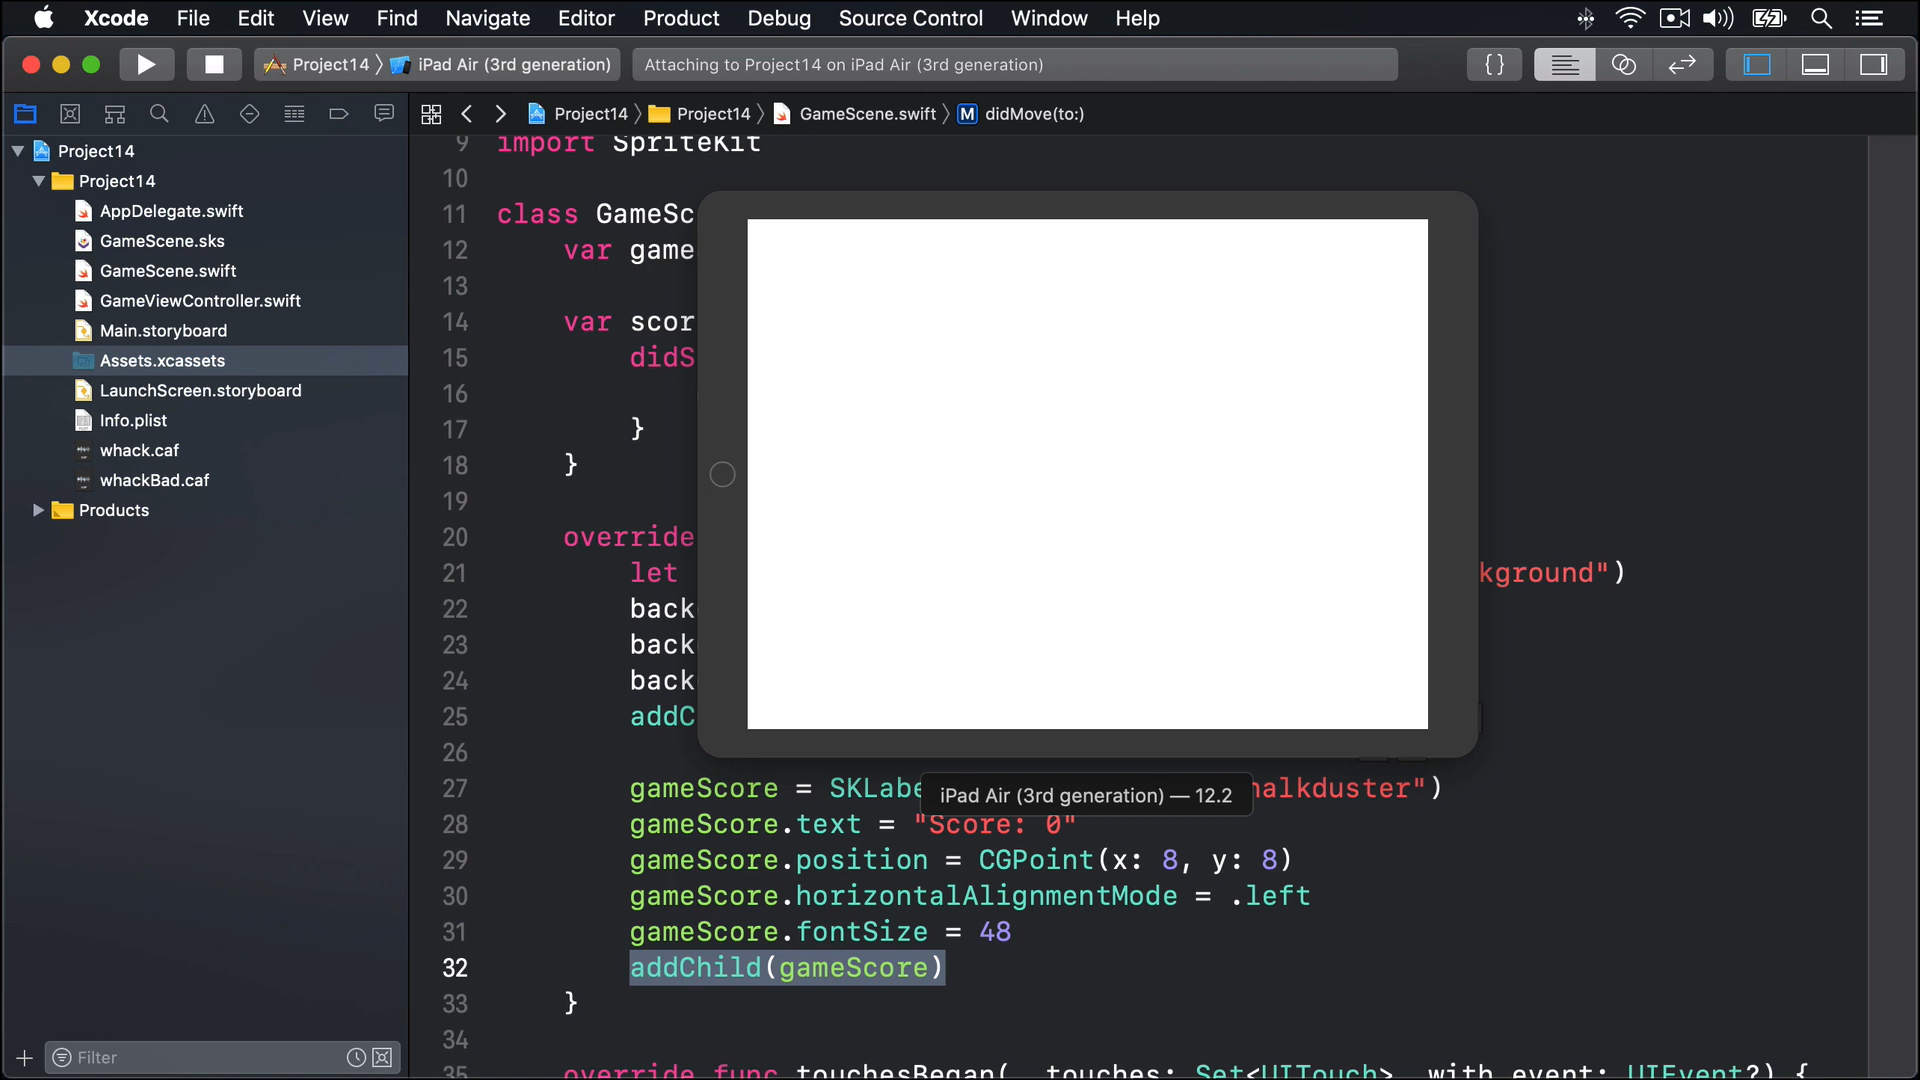 Xcode File Edit View Find Navigate Editor Product Debug Source Control Window Help
Project14 iPad Air (3rd generation)
Attaching to Project14 on iPad Air (3rd generation)
Project14 Project14 GameScene.swift M didMove(to:)
Project14
Project14
AppDelegate.swift
GameScene.sks
GameScene.swift
GameViewController.swift
Main.storyboard
Assets.xcassets
LaunchScreen.storyboard
Info.plist
whack.caf
whackBad.caf
Products
Filter
9 import SpriteKit
10
11 class GameSc
12 var game
13
14 var scor
15 didS
16
17 }
18 }
19
20 override
21 let kground")
22 back
23 back
24 back
25 addC
26
27 gameScore = SKLabe halkduster")
iPad Air (3rd generation) — 12.2
28 gameScore.text = "Score: 0"
29 gameScore.position = CGPoint(x: 8, y: 8)
30 gameScore.horizontalAlignmentMode = .left
31 gameScore.fontSize = 48
32 addChild(gameScore)
33 }
34
35 override func touchesBegan(_ touches: Set<UITouch>, with event: UIEvent?) {